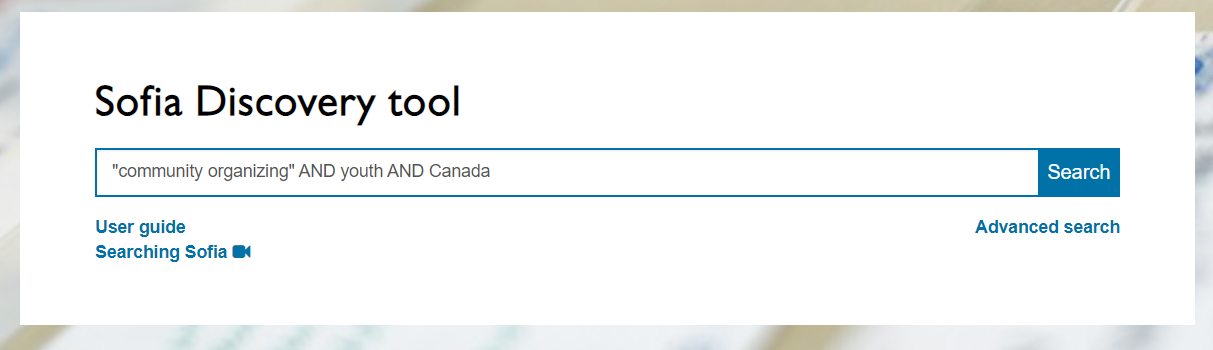 Sofia Discovery tool
"community organizing" AND youth AND Canada
Search
User guide
Advanced search
Searching Sofia